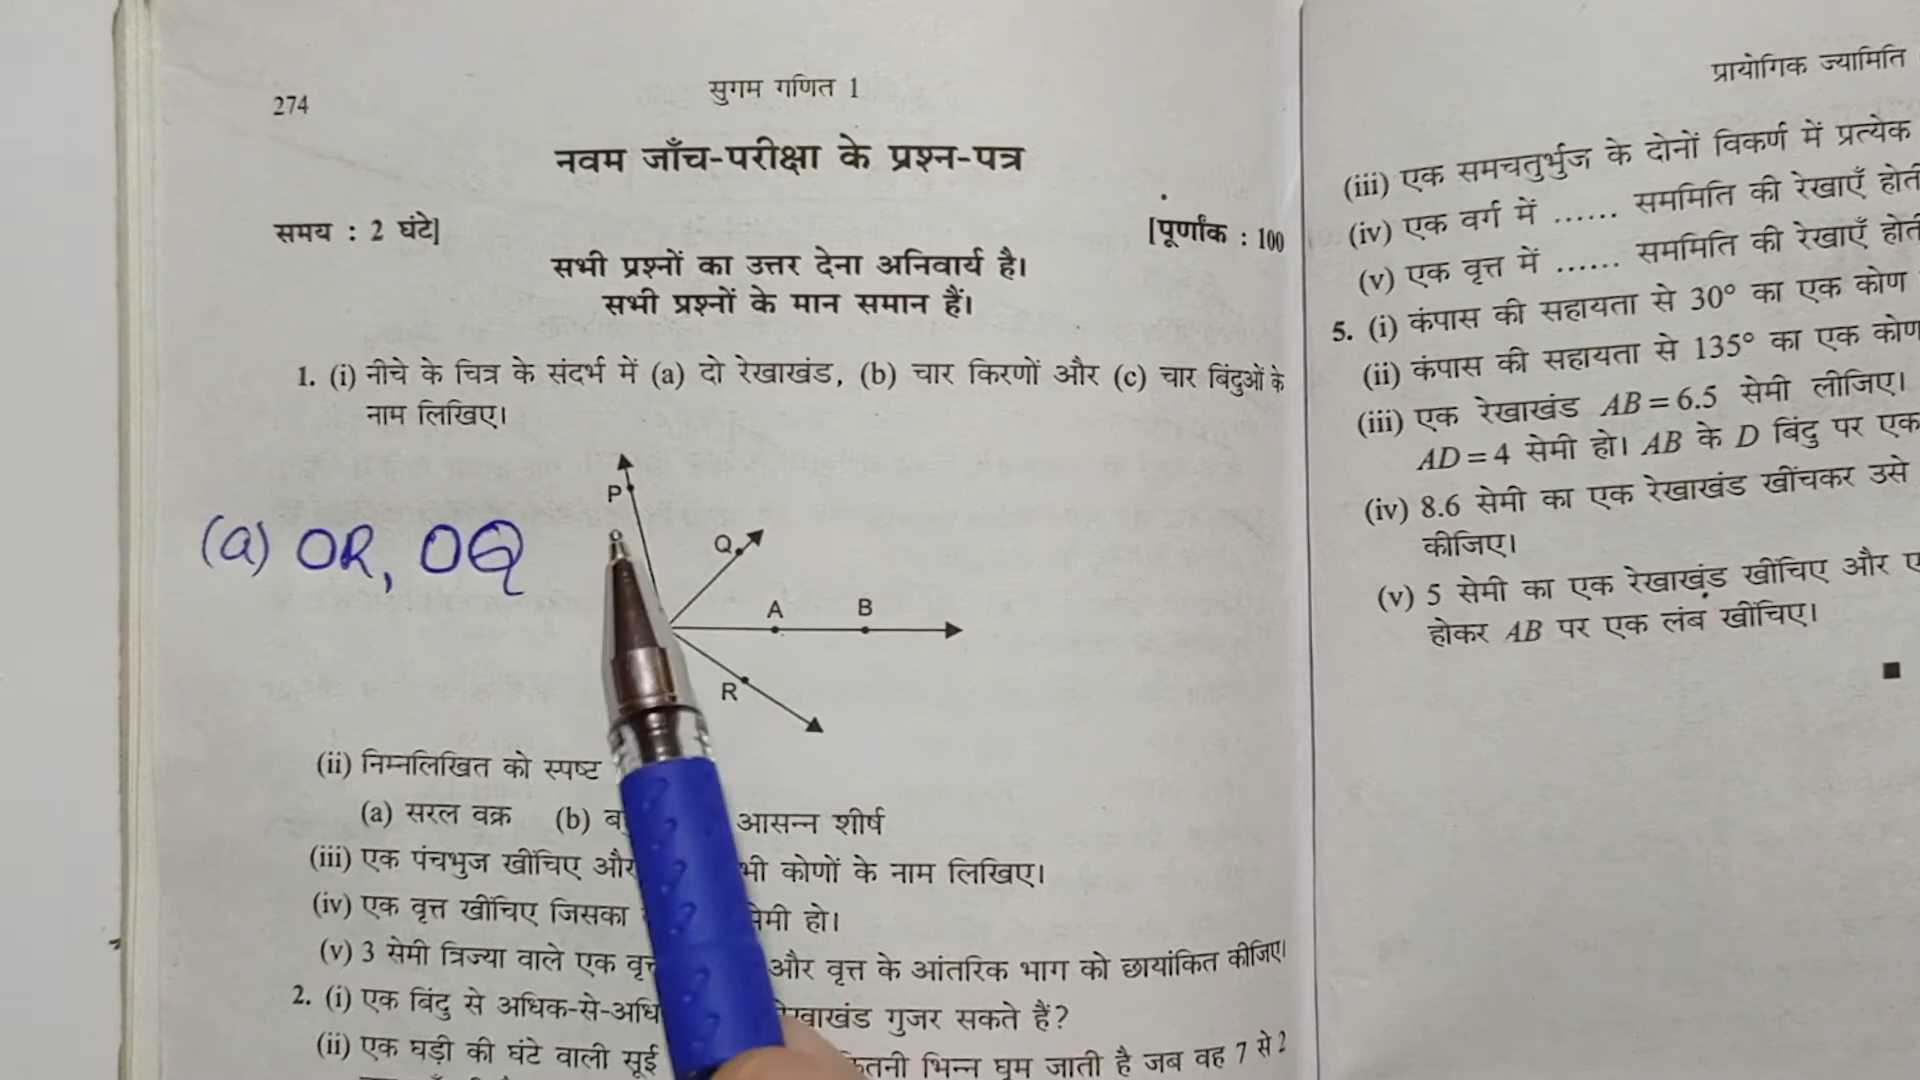 274
सुगम गणित 1
नवम जाँच-परीक्षा के प्रश्न-पत्र
समय : 2 घंटे]
[पूर्णांक : 100
सभी प्रश्नों का उत्तर देना अनिवार्य है।
सभी प्रश्नों के मान समान हैं।
1. (i) नीचे के चित्र के संदर्भ में (a) दो रेखाखंड, (b) चार किरणों और (c) चार बिंदुओं के
नाम लिखिए।
P
Q
(a) OR, OQ
A B
R
(ii) निम्नलिखित को स्पष्ट
(a) सरल वक्र (b) आसन्न शीर्ष
(iii) एक पंचभुज खींचिए और कोणों के नाम लिखिए।
(iv) एक वृत्त खींचिए जिसका हो।
(v) 3 सेमी त्रिज्या वाले एक और वृत्त के आंतरिक भाग को छायांकित कीजिए।
2. (i) एक बिंदु से गुजर सकते हैं?
(ii) एक घड़ी की घंटे वाली सूई भिन्न घूम जाती है जब वह 7 से 2
प्रायोगिक ज्यामिति
(iii) एक समचतुर्भुज के दोनों विकर्ण में प्रत्येक
(iv) एक वर्ग में ...... सममिति की रेखाएँ
(v) एक वृत्त में ...... सममिति की रेखाएँ
5. (i) कंपास की सहायता से 30° का एक कोण
(ii) कंपास की सहायता से 135° का एक कोण
(iii) एक रेखाखंड AB = 6.5 सेमी लीजिए।
AD = 4 सेमी हो। AB के D बिंदु पर एक
(iv) 8.6 सेमी का एक रेखाखंड खींचकर उसे
कीजिए।
(v) 5 सेमी का एक रेखाखंड खींचिए और
होकर AB पर एक लंब खींचिए।